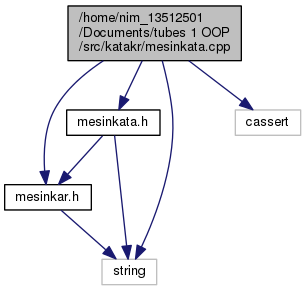 /home/nim_13512501
/Documents/tubes 1 OOP
/src/katakr/mesinkata.cpp
mesinkata.h
cassert
mesinkar.h
string